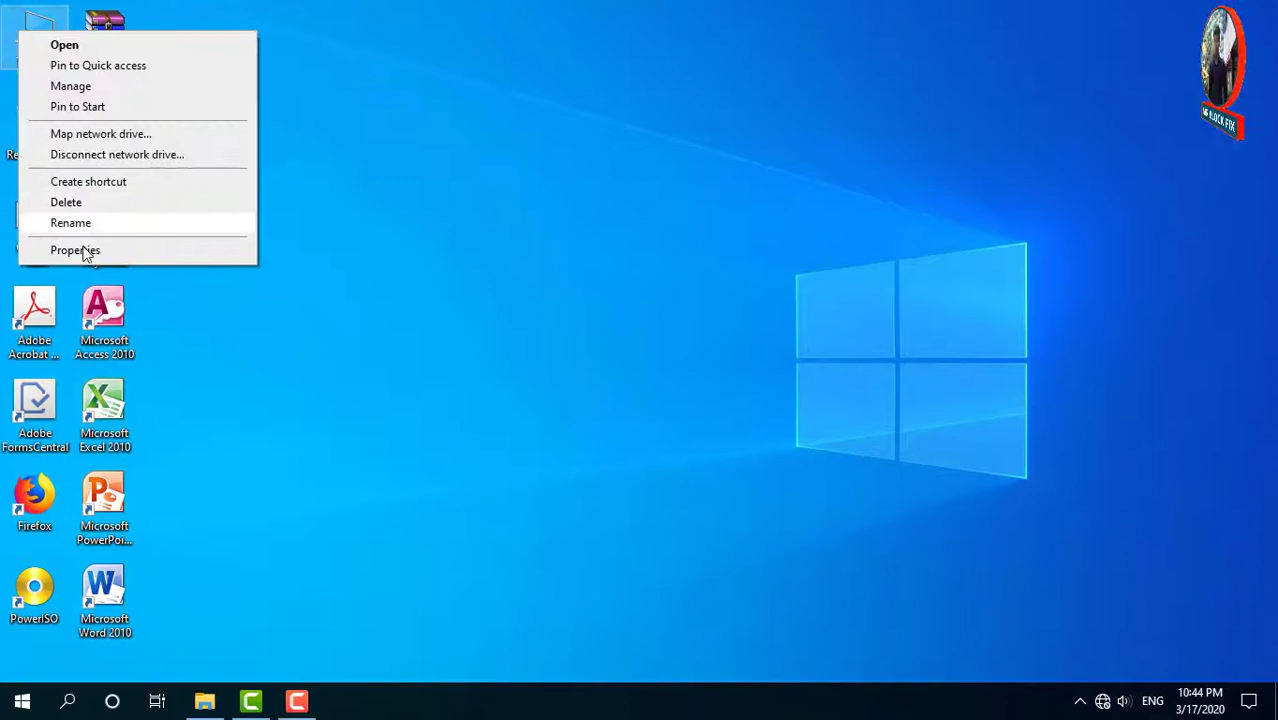 Open
Pin to Quick access
Manage
Pin to Start
Map network drive...
Disconnect network drive...
Create shortcut
Delete
Rename
Properties
Adobe
Acrobat ...
Microsoft
Access 2010
Adobe
FormsCentral
Microsoft
Excel 2010
Firefox
Microsoft
PowerPoi...
PowerISO
Microsoft
Word 2010
LOCK FIX
ENG
10:44 PM
3/17/2020